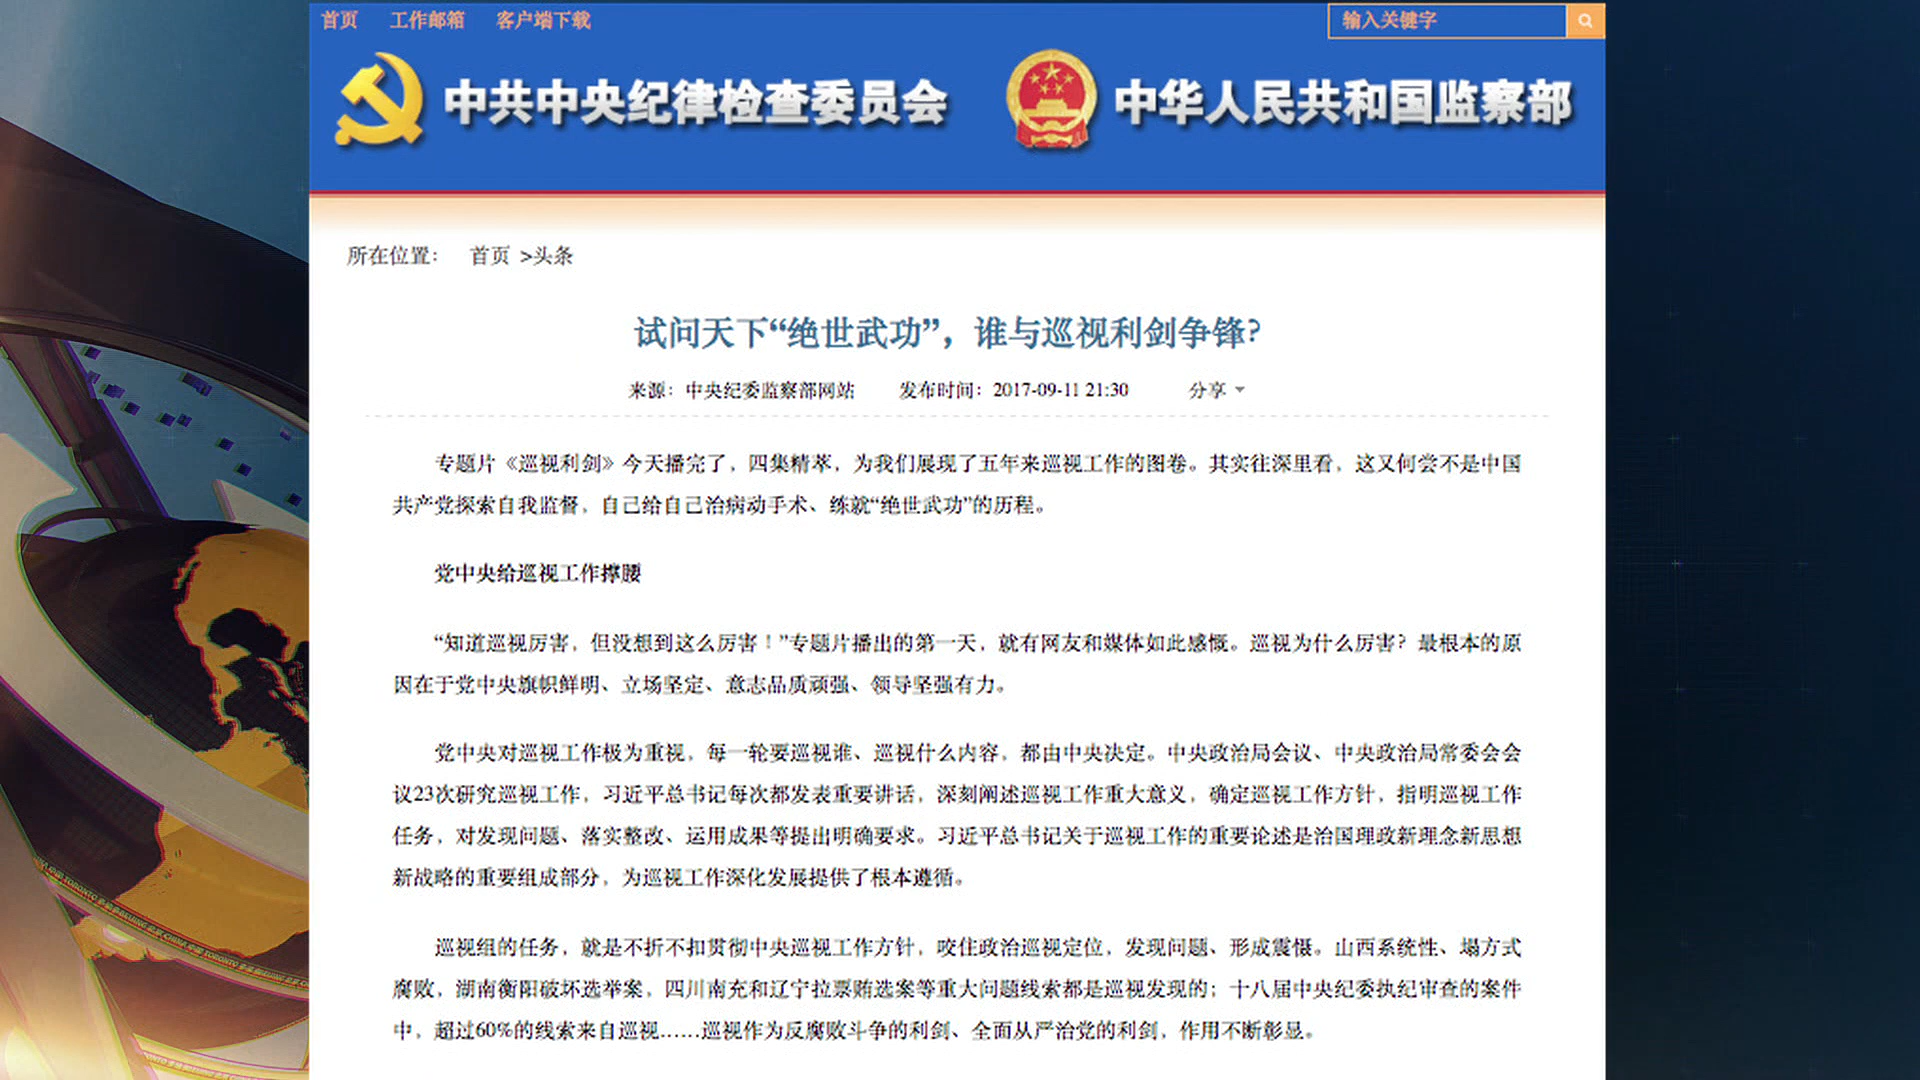 首页 工作邮箱 客户端下载 输入关键字
中共中央纪律检查委员会 中华人民共和国监察部
所在位置： 首页 >头条
试问天下“绝世武功”，谁与巡视利剑争锋?
来源：中央纪委监察部网站 发布时间：2017-09-11 21:30 分享
专题片《巡视利剑》今天播完了，四集精萃，为我们展现了五年来巡视工作的图卷。其实往深里看，这又何尝不是中国
共产党探索自我监督，自己给自己治病动手术、练就“绝世武功”的历程。
党中央给巡视工作撑腰
“知道巡视厉害，但没想到这么厉害！”专题片播出的第一天，就有网友和媒体如此感慨。巡视为什么厉害？最根本的原
因在于党中央旗帜鲜明、立场坚定、意志品质顽强、领导坚强有力。
党中央对巡视工作极为重视，每一轮要巡视谁、巡视什么内容，都由中央决定。中央政治局会议、中央政治局常委会会
议23次研究巡视工作，习近平总书记每次都发表重要讲话，深刻阐述巡视工作重大意义，确定巡视工作方针，指明巡视工作
任务，对发现问题、落实整改、运用成果等提出明确要求。习近平总书记关于巡视工作的重要论述是治国理政新理念新思想
新战略的重要组成部分，为巡视工作深化发展提供了根本遵循。
巡视组的任务，就是不折不扣贯彻中央巡视工作方针，咬住政治巡视定位，发现问题、形成震慑。山西系统性、塌方式
腐败，湖南衡阳破坏选举案，四川南充和辽宁拉票贿选案等重大问题线索都是巡视发现的；十八届中央纪委执纪审查的案件
中，超过60%的线索来自巡视……巡视作为反腐败斗争的利剑、全面从严治党的利剑，作用不断彰显。